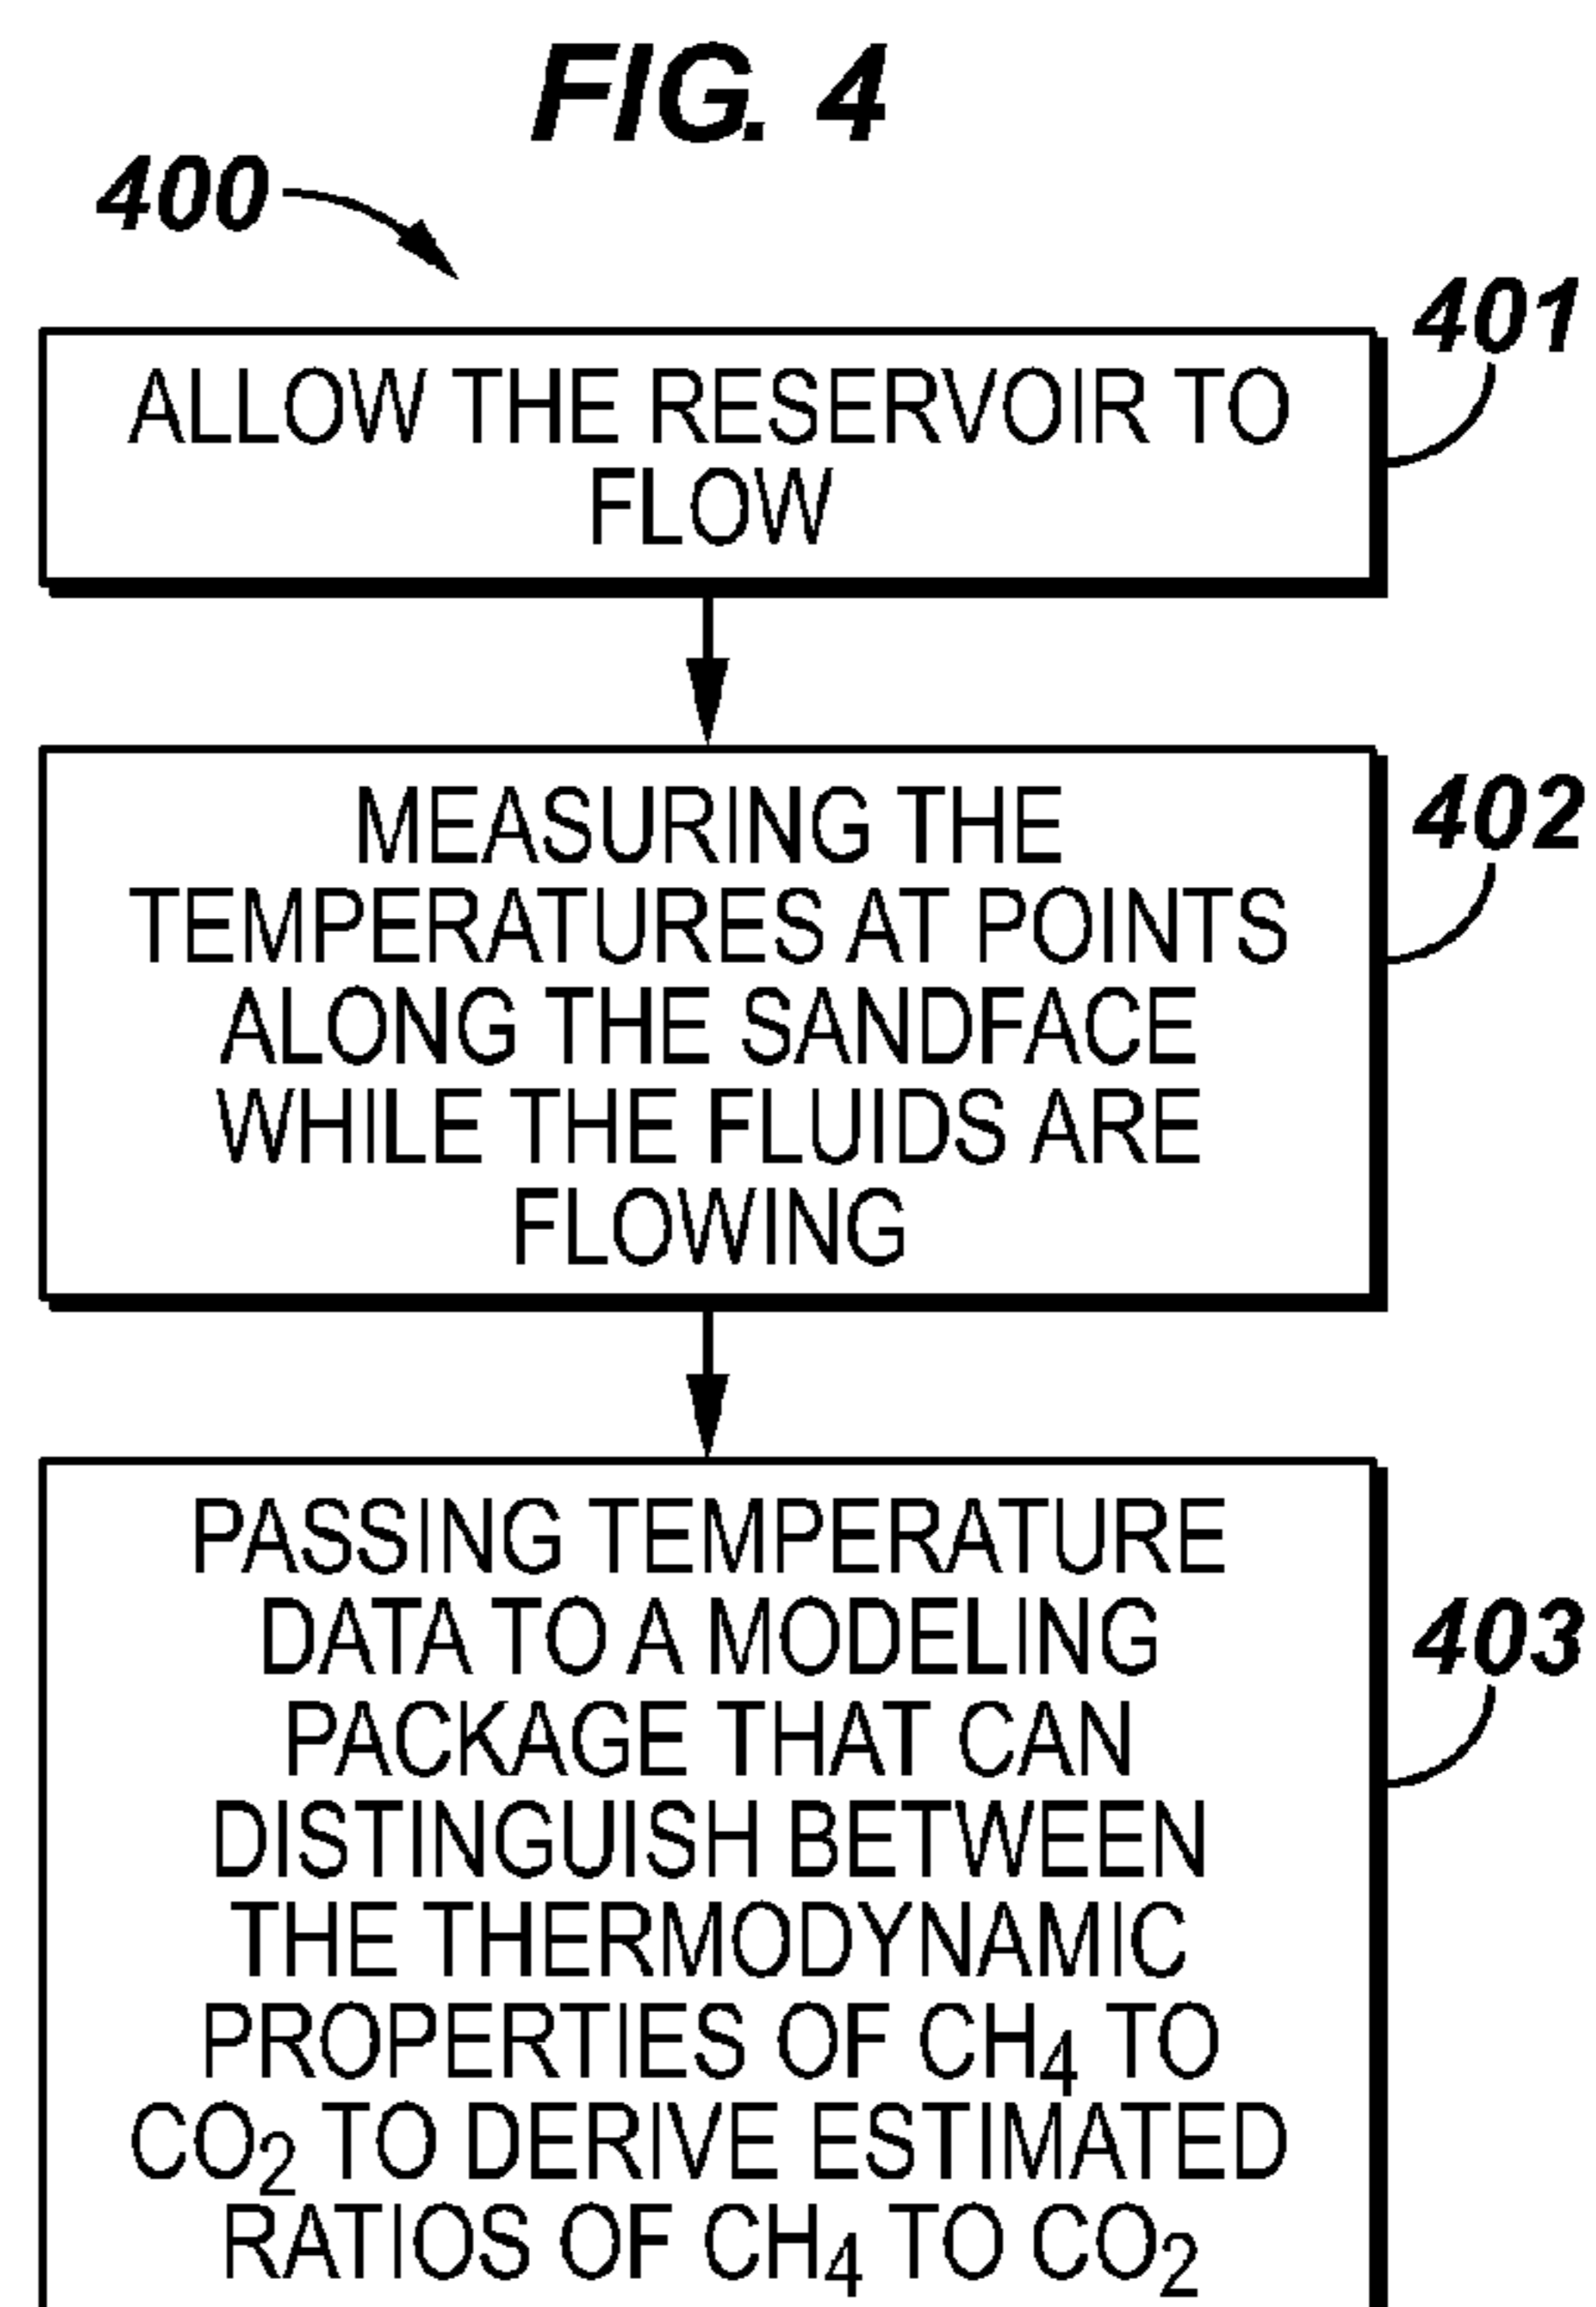 FIG. 4
400
401
ALLOW THE RESERVOIR TO
FLOW
402
MEASURING THE
TEMPERATURES AT POINTS
ALONG THE SANDFACE
WHILE THE FLUIDS ARE
FLOWING
403
PASSING TEMPERATURE
DATA TO A MODELING
PACKAGE THAT CAN
DISTINGUISH BETWEEN
THE THERMODYNAMIC
PROPERTIES OF CH₄ TO
CO₂ TO DERIVE ESTIMATED
RATIOS OF CH₄ TO CO₂